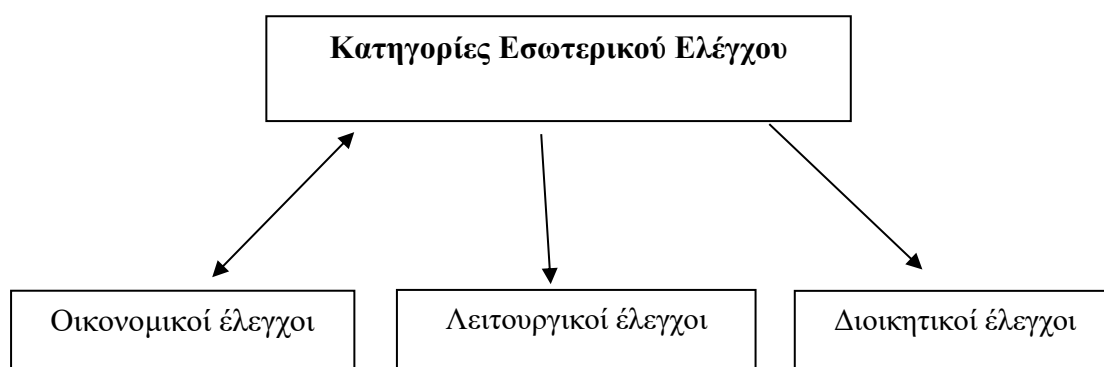 Κατηγορίες Εσωτερικού Ελέγχου
Οικονομικοί έλεγχοι
Λειτουργικοί έλεγχοι
Διοικητικοί έλεγχοι